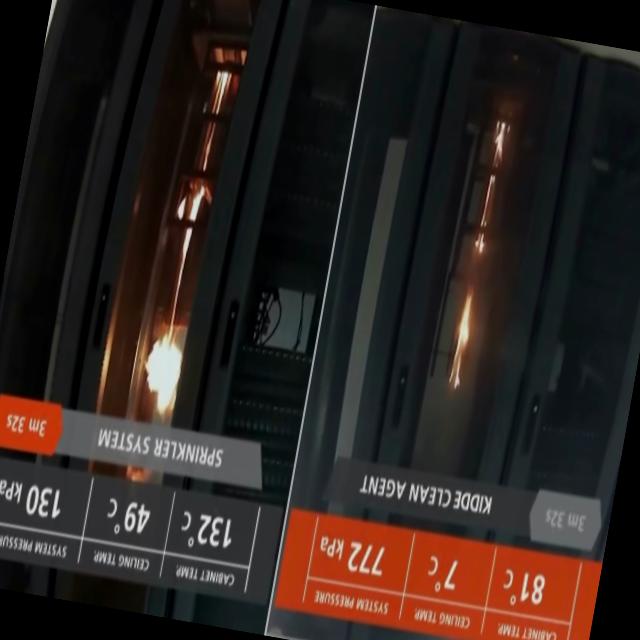 CABINET TEMP.
81°C
CEILING TEMP.
7°C
SYSTEM PRESSURE
772 kPa
3m 32s
KIDDE CLEAN AGENT
CABINET TEMP.
132°C
CEILING TEMP.
49°C
SYSTEM PRESSURE
130 kPa
SPRINKLER SYSTEM
3m 32s